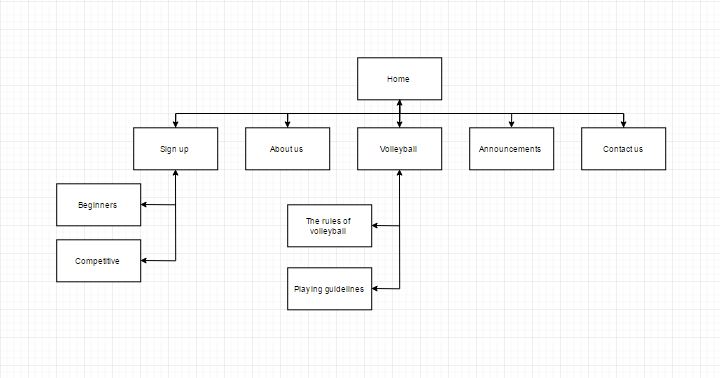 Home
Sign up
About us
Volleyball
Announcements
Contact us
Beginners
The rules of
volleyball
Competitive
Playing guidelines